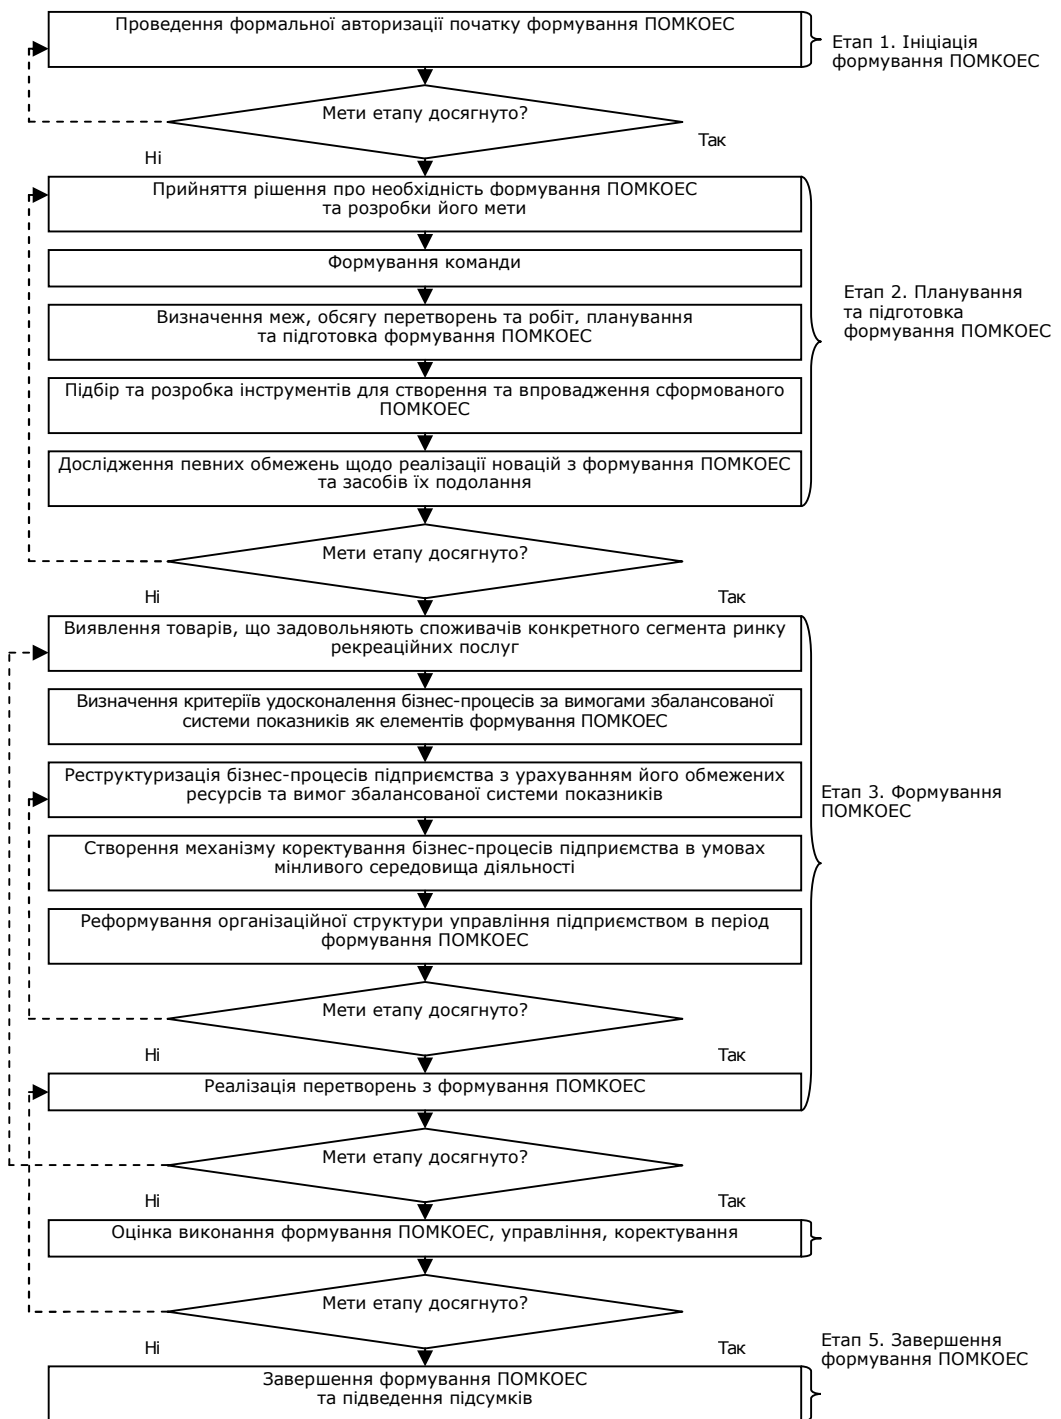 Проведення формальної авторизації початку формування ПОМКОЕС
Етап 1. Ініціація
формування ПОМКОЕС
Мети етапу досягнуто?
Так
Ні
Прийняття рішення про необхідність формування ПОМКОЕС
та розробки його мети
Формування команди
Визначення меж, обсягу перетворень та робіт, планування
та підготовка формування ПОМКОЕС
Етап 2. Планування
та підготовка
формування ПОМКОЕС
Підбір та розробка інструментів для створення та впровадження сформованого
ПОМКОЕС
Дослідження певних обмежень щодо реалізації новацій з формування ПОМКОЕС
та засобів їх подолання
Мети етапу досягнуто?
Ні
Так
Виявлення товарів, що задовольняють споживачів конкретного сегмента ринку
рекреаційних послуг
Визначення критеріїв удосконалення бізнес-процесів за вимогами збалансованої
системи показників як елементів формування ПОМКОЕС
Реструктуризація бізнес-процесів підприємства з урахуванням його обмежених
ресурсів та вимог збалансованої системи показників
Етап 3. Формування
ПОМКОЕС
Створення механізму коректування бізнес-процесів підприємства в умовах
мінливого середовища діяльності
Реформування організаційної структури управління підприємством в період
формування ПОМКОЕС
Мети етапу досягнуто?
Ні
Так
Реалізація перетворень з формування ПОМКОЕС
Мети етапу досягнуто?
Ні
Так
Оцінка виконання формування ПОМКОЕС, управління, коректування
Мети етапу досягнуто?
Ні
Так
Етап 5. Завершення
формування ПОМКОЕС
Завершення формування ПОМКОЕС
та підведення підсумків